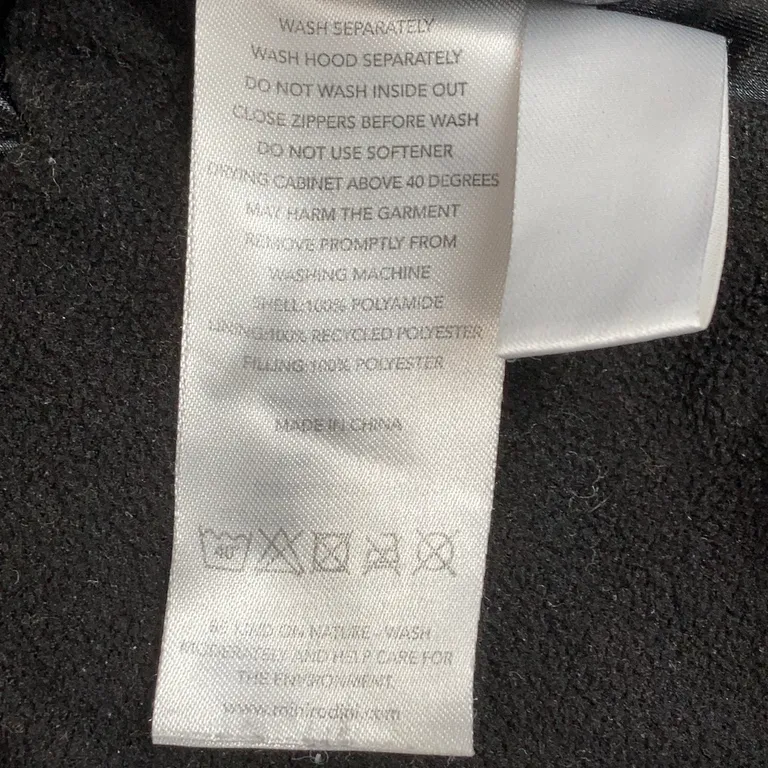 WASH SEPARATELY
WASH HOOD SEPARATELY
DO NOT WASH INSIDE OUT
CLOSE ZIPPERS BEFORE WASH
DO NOT USE SOFTENER
DRYING CABINET ABOVE 40 DEGREES
MAY HARM THE GARMENT
REMOVE PROMPTLY FROM
WASHING MACHINE
SHELL:100% POLYAMIDE
LINING:100% RECYCLED POLYESTER
FILLING:100% POLYESTER
MADE IN CHINA
40°
BE KIND ON NATURE - WASH
MODERATELY AND HELP CARE FOR
THE ENVIRONMENT.
www.minirodini.com